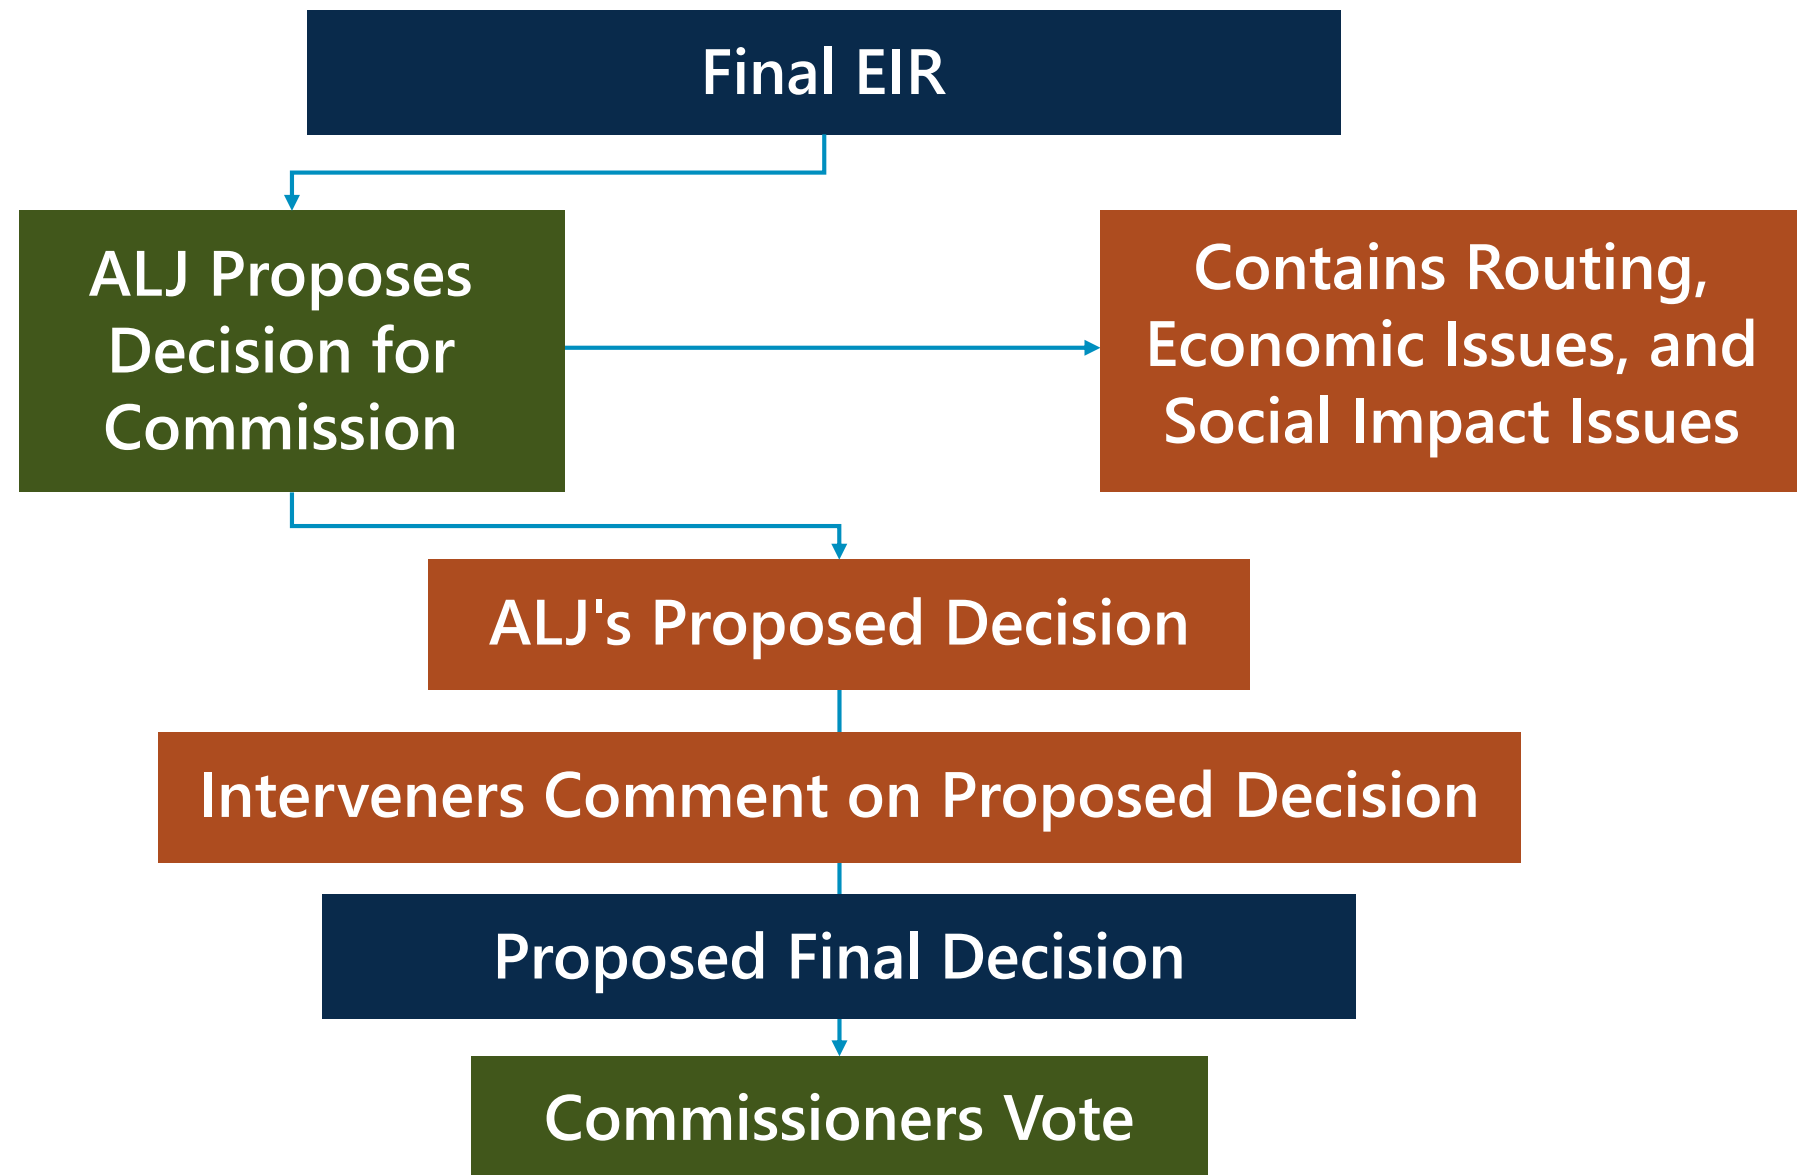 Final EIR
ALJ Proposes
Decision for
Commission
Contains Routing,
Economic Issues, and
Social Impact Issues
ALJ's Proposed Decision
Interveners Comment on Proposed Decision
Proposed Final Decision
Commissioners Vote